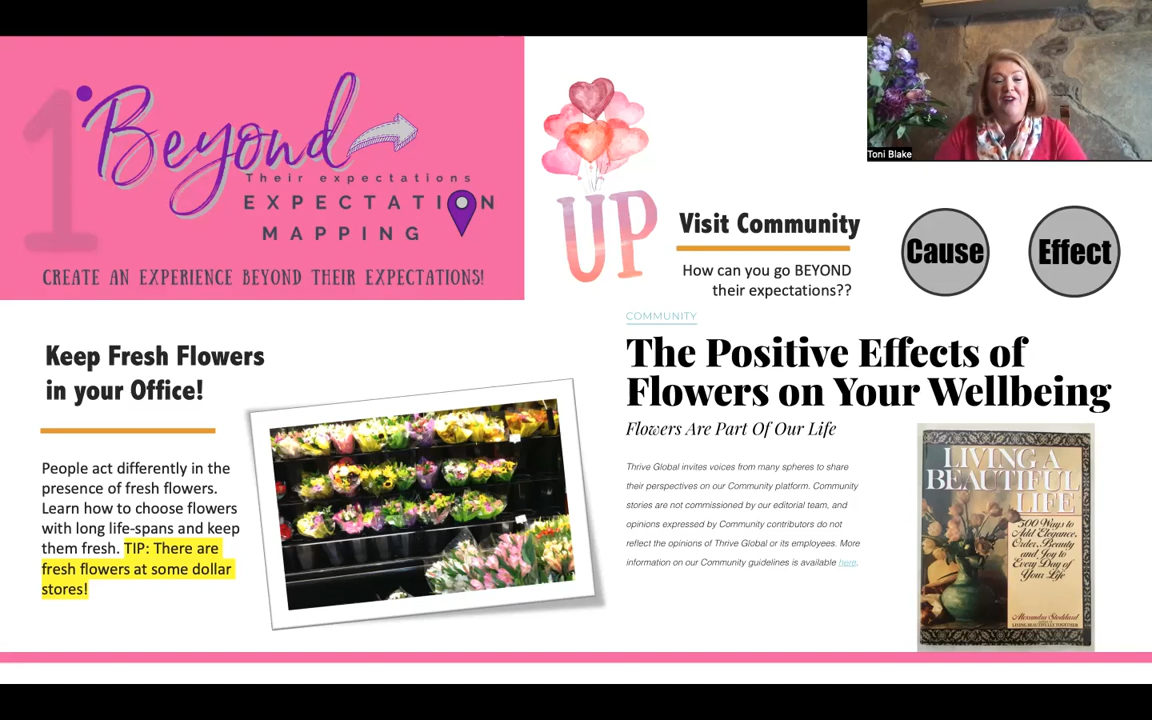 1
Beyond
Their expectations
EXPECTATION
MAPPING
CREATE AN EXPERIENCE BEYOND THEIR EXPECTATIONS!
UP
Visit Community
How can you go BEYOND
their expectations??
Cause
Effect
Toni Blake
Keep Fresh Flowers
in your Office!
People act differently in the
presence of fresh flowers.
Learn how to choose flowers
with long life-spans and keep
them fresh. TIP: There are
fresh flowers at some dollar
stores!
COMMUNITY
The Positive Effects of
Flowers on Your Wellbeing
Flowers Are Part Of Our Life
Thrive Global invites voices from many spheres to share
their perspectives on our Community platform. Community
stories are not commissioned by our editorial team, and
opinions expressed by Community contributors do not
reflect the opinions of Thrive Global or its employees. More
information on our Community guidelines is available here.
LIVING A
BEAUTIFUL
LIFE
500 Ways to
Add Elegance,
Order, Beauty
and Joy to
Every Day of
Your Life
Alexandra Stoddard
LIVING BEAUTIFULLY TOGETHER